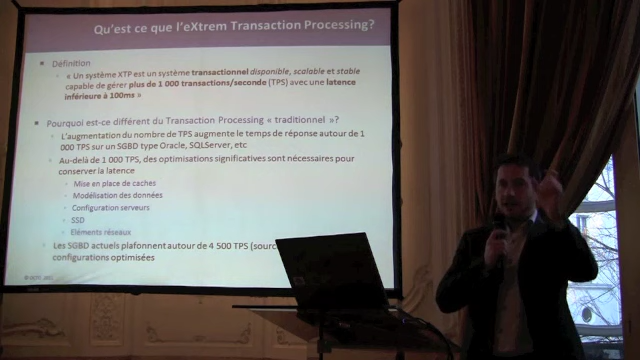 Qu'est ce que l'eXtrem Transaction Processing?
Définition
« Un système XTP est un système transactionnel disponible, scalable et stable
capable de gérer plus de 1 000 transactions/seconde (TPS) avec une latence
inférieure à 100ms »
Pourquoi est-ce différent du Transaction Processing « traditionnel »?
L'augmentation du nombre de TPS augmente le temps de réponse autour de 1
000 TPS sur un SGBD type Oracle, SQLServer, etc
Au-delà de 1 000 TPS, des optimisations significatives sont nécessaires pour
conserver la latence
Mise en place de caches
Modélisation des données
Configuration serveurs
SSD
Eléments réseaux
Les SGBD actuels plafonnent autour de 4 500 TPS (sourc
configurations optimisées